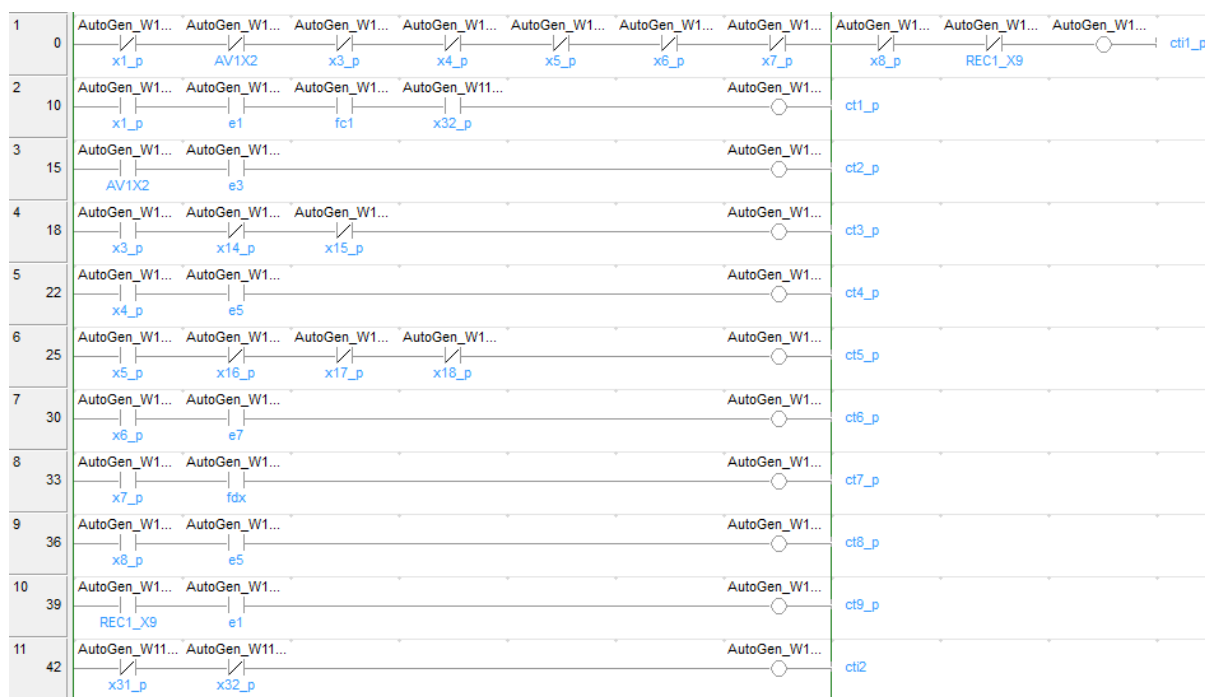 1 AutoGen_W1... AutoGen_W1... AutoGen_W1... AutoGen_W1... AutoGen_W1... AutoGen_W1... AutoGen_W1... AutoGen_W1... AutoGen_W1... AutoGen_W1...
0 cti1_p
x1_p AV1X2 x3_p x4_p x5_p x6_p x7_p x8_p REC1_X9
2 AutoGen_W1... AutoGen_W1... AutoGen_W1... AutoGen_W11... AutoGen_W1...
10 ct1_p
x1_p e1 fc1 x32_p
3 AutoGen_W1... AutoGen_W1... AutoGen_W1...
15 ct2_p
AV1X2 e3
4 AutoGen_W1... AutoGen_W1... AutoGen_W1... AutoGen_W1...
18 ct3_p
x3_p x14_p x15_p
5 AutoGen_W1... AutoGen_W1... AutoGen_W1...
22 ct4_p
x4_p e5
6 AutoGen_W1... AutoGen_W1... AutoGen_W1... AutoGen_W1... AutoGen_W1...
25 ct5_p
x5_p x16_p x17_p x18_p
7 AutoGen_W1... AutoGen_W1... AutoGen_W1...
30 ct6_p
x6_p e7
8 AutoGen_W1... AutoGen_W1... AutoGen_W1...
33 ct7_p
x7_p fdx
9 AutoGen_W1... AutoGen_W1... AutoGen_W1...
36 ct8_p
x8_p e5
10 AutoGen_W1... AutoGen_W1... AutoGen_W1...
39 ct9_p
REC1_X9 e1
11 AutoGen_W11... AutoGen_W11... AutoGen_W1...
42 cti2
x31_p x32_p